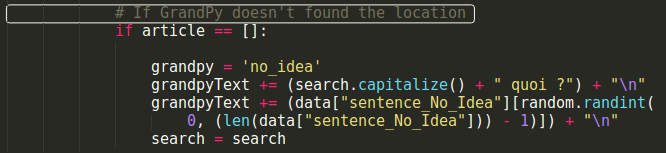 # If GrandPy doesn't found the location
if article == []:
grandpy = 'no_idea'
grandpyText += (search.capitalize() + " quoi ?") + "\n"
grandpyText += (data["sentence_No_Idea"][random.randint(
0, (len(data["sentence_No_Idea"])) - 1)]) + "\n"
search = search